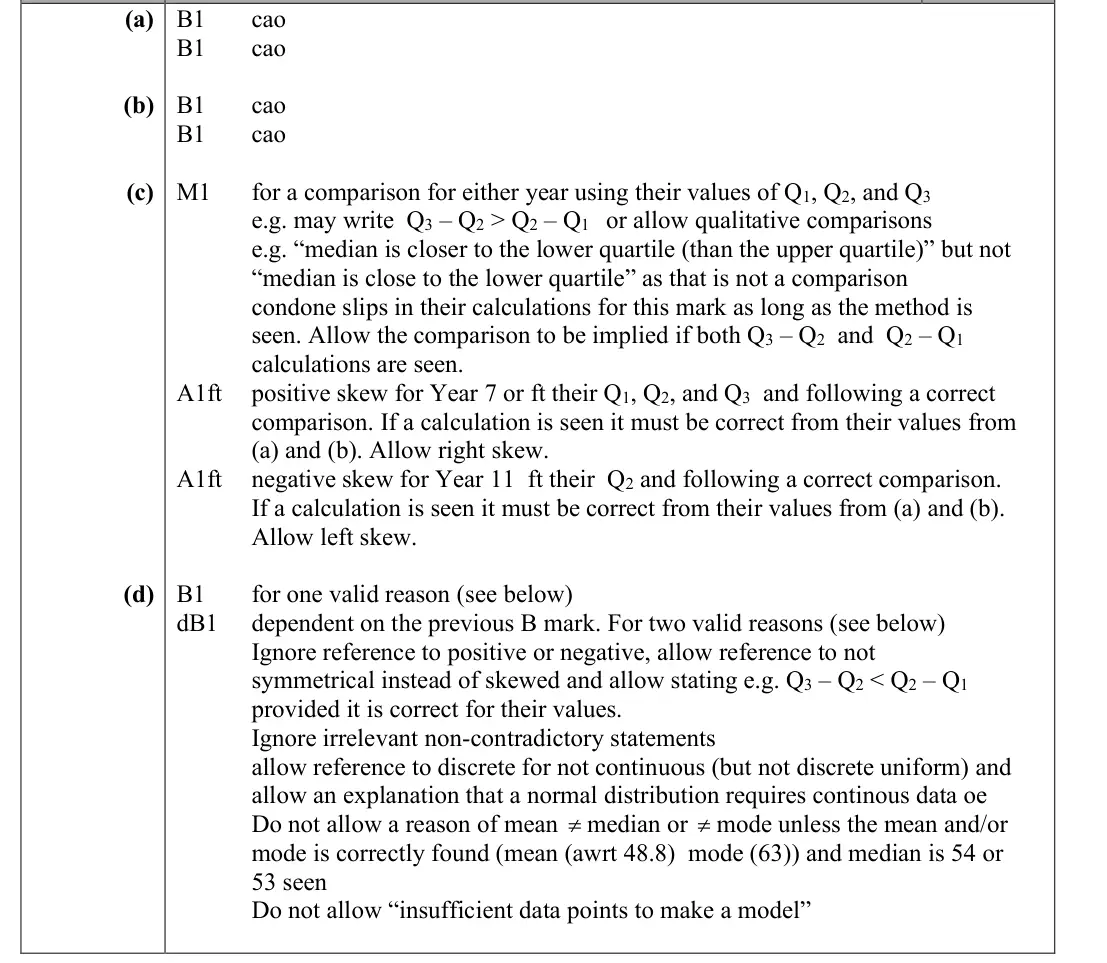 (a) B1 cao
B1 cao
(b) B1 cao
B1 cao
(c) M1 for a comparison for either year using their values of Q1, Q2, and Q3
e.g. may write Q3 – Q2 > Q2 – Q1 or allow qualitative comparisons
e.g. “median is closer to the lower quartile (than the upper quartile)” but not
“median is close to the lower quartile” as that is not a comparison
condone slips in their calculations for this mark as long as the method is
seen. Allow the comparison to be implied if both Q3 – Q2 and Q2 – Q1
calculations are seen.
A1ft positive skew for Year 7 or ft their Q1, Q2, and Q3 and following a correct
comparison. If a calculation is seen it must be correct from their values from
(a) and (b). Allow right skew.
A1ft negative skew for Year 11 ft their Q2 and following a correct comparison.
If a calculation is seen it must be correct from their values from (a) and (b).
Allow left skew.
(d) B1 for one valid reason (see below)
dB1 dependent on the previous B mark. For two valid reasons (see below)
Ignore reference to positive or negative, allow reference to not
symmetrical instead of skewed and allow stating e.g. Q3 – Q2 < Q2 – Q1
provided it is correct for their values.
Ignore irrelevant non-contradictory statements
allow reference to discrete for not continuous (but not discrete uniform) and
allow an explanation that a normal distribution requires continous data oe
Do not allow a reason of mean ≠ median or ≠ mode unless the mean and/or
mode is correctly found (mean (awrt 48.8) mode (63)) and median is 54 or
53 seen
Do not allow “insufficient data points to make a model”